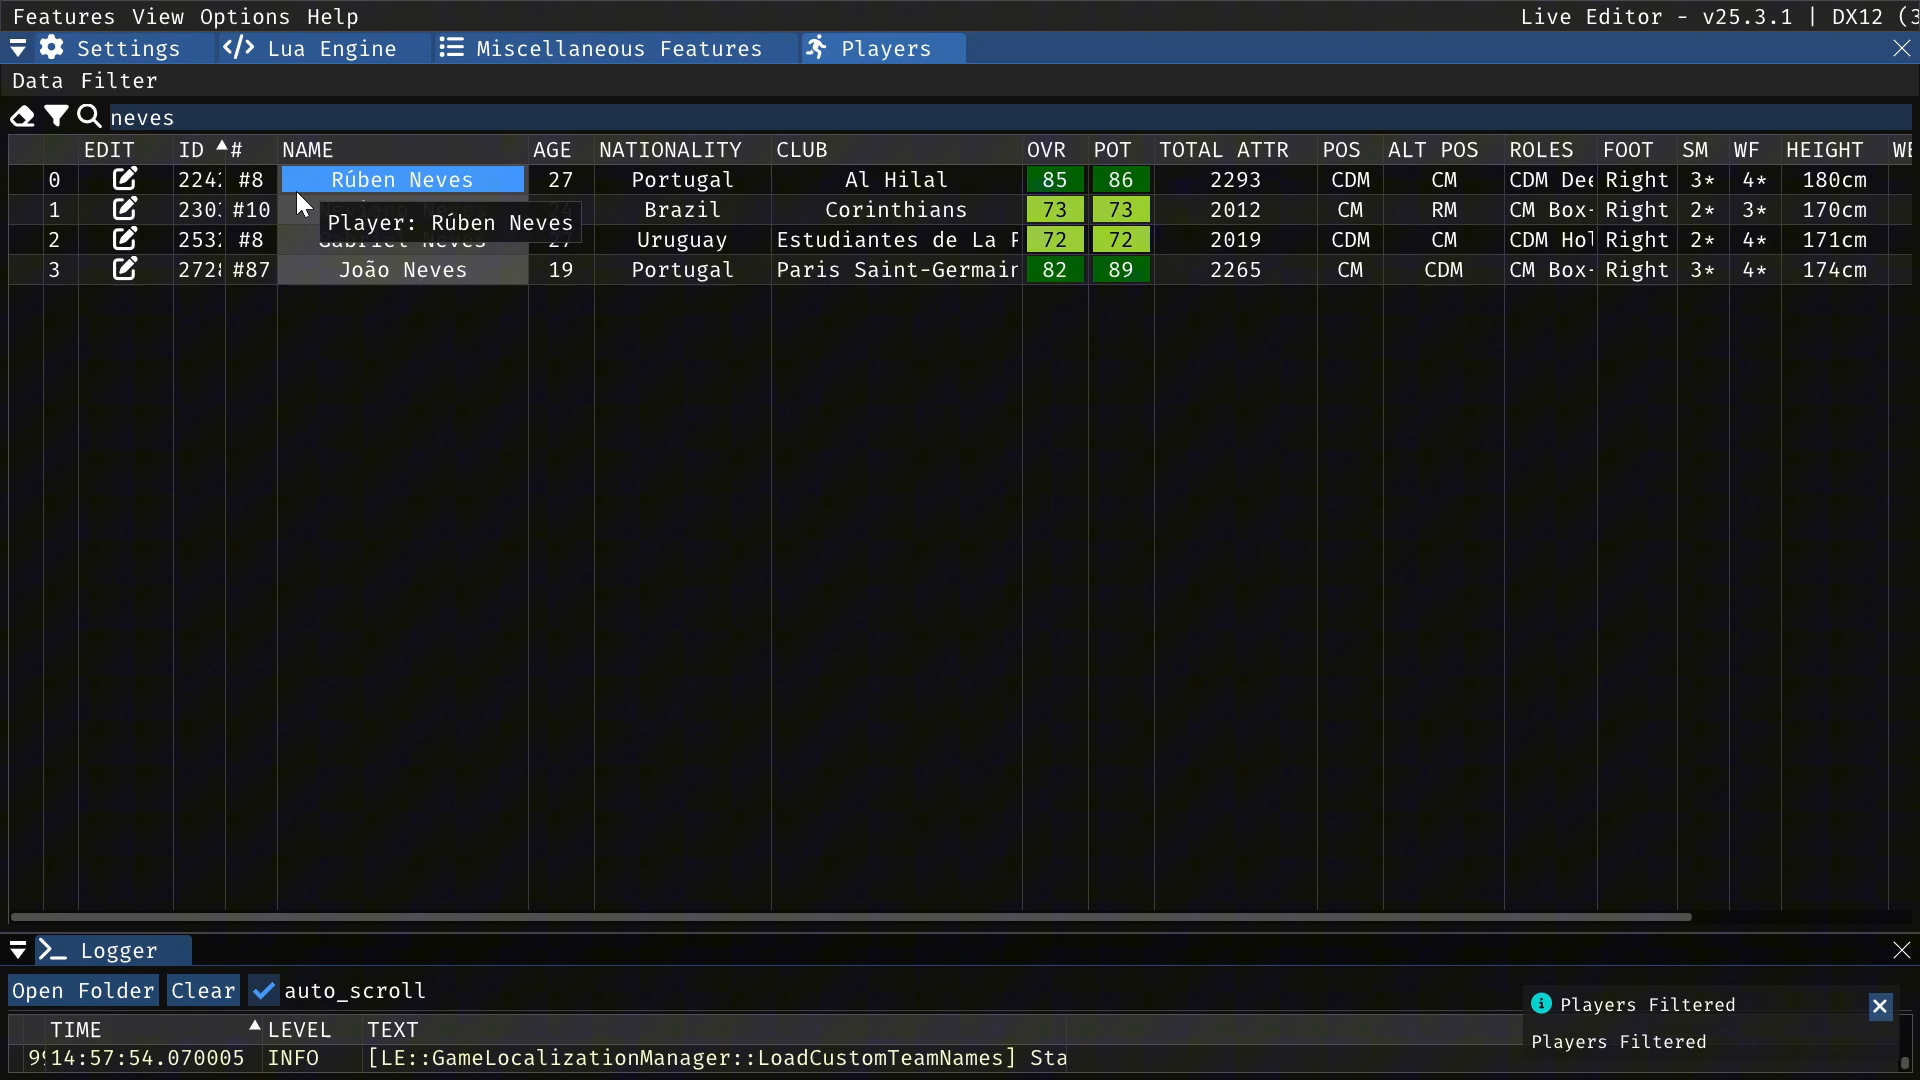 Features View Options Help Live Editor - v25.3.1 | DX12 (3
Settings Lua Engine Miscellaneous Features Players
Data Filter
neves
EDIT ID # NAME AGE NATIONALITY CLUB OVR POT TOTAL ATTR POS ALT POS ROLES FOOT SM WF HEIGHT WE
0 224 #8 Rúben Neves 27 Portugal Al Hilal 85 86 2293 CDM CM CDM Dee Right 3* 4* 180cm
1 230 #10 Brazil Corinthians 73 73 2012 CM RM CM Box- Right 2* 3* 170cm
Player: Rúben Neves
2 253 #8 Gabriel Neves 27 Uruguay Estudiantes de La P 72 72 2019 CDM CM CDM Hol Right 2* 4* 171cm
3 272 #87 João Neves 19 Portugal Paris Saint-Germain 82 89 2265 CM CDM CM Box- Right 3* 4* 174cm
Logger
Open Folder Clear auto_scroll
Players Filtered
Players Filtered
TIME LEVEL TEXT
14:57:54.070005 INFO [LE::GameLocalizationManager::LoadCustomTeamNames] Sta